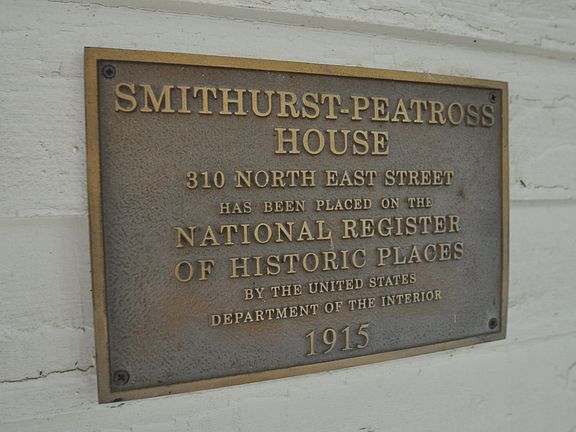 SMITHURST-PEATROSS
HOUSE
310 NORTH EAST STREET
HAS BEEN PLACED ON THE
NATIONAL REGISTER
OF HISTORIC PLACES
BY THE UNITED STATES
DEPARTMENT OF THE INTERIOR
1915